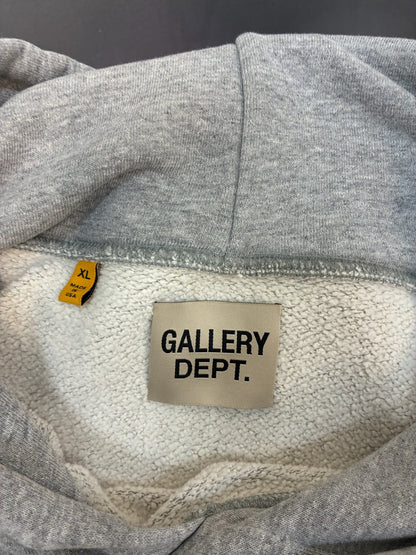 XL
MADE
IN
USA
GALLERY
DEPT.